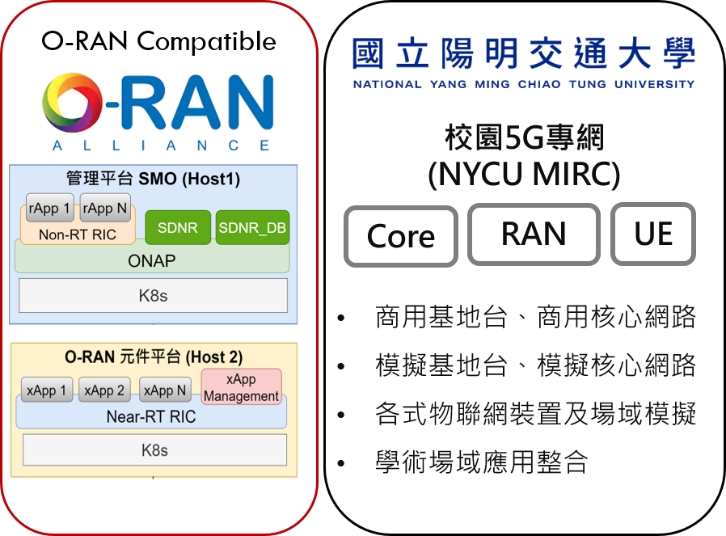 O-RAN Compatible
O-RAN
ALLIANCE
管理平台 SMO (Host1)
rApp 1
rApp N
Non-RT RIC
SDNR
SDNR_DB
ONAP
K8s
O-RAN 元件平台 (Host 2)
xApp 1
xApp 2
xApp N
xApp
Management
Near-RT RIC
K8s
國立陽明交通大學
NATIONAL YANG MING CHIAO TUNG UNIVERSITY
校園5G專網
(NYCU MIRC)
Core
RAN
UE
• 商用基地台、商用核心網路
• 模擬基地台、模擬核心網路
• 各式物聯網裝置及場域模擬
• 學術場域應用整合